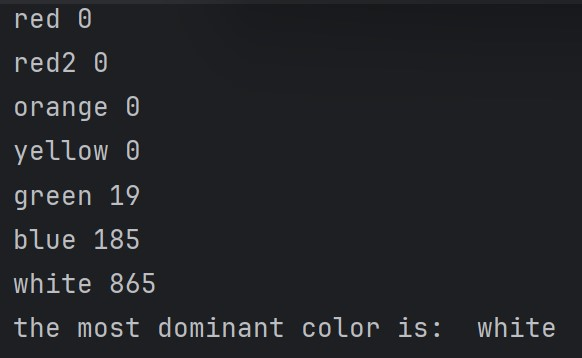 red 0
red2 0
orange 0
yellow 0
green 19
blue 185
white 865
the most dominant color is:  white